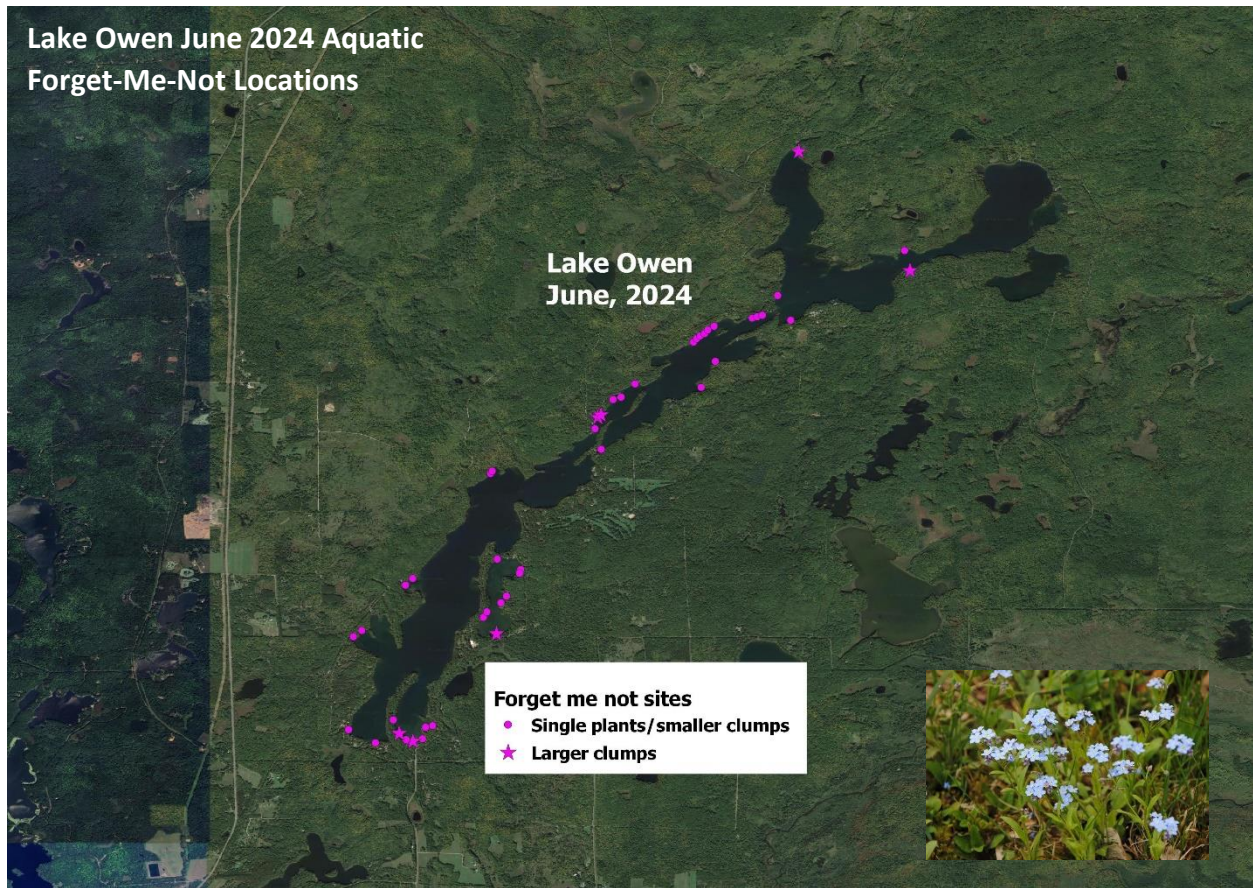 Lake Owen June 2024 Aquatic
Forget-Me-Not Locations
Lake Owen
June, 2024
Forget me not sites
Single plants/smaller clumps
Larger clumps